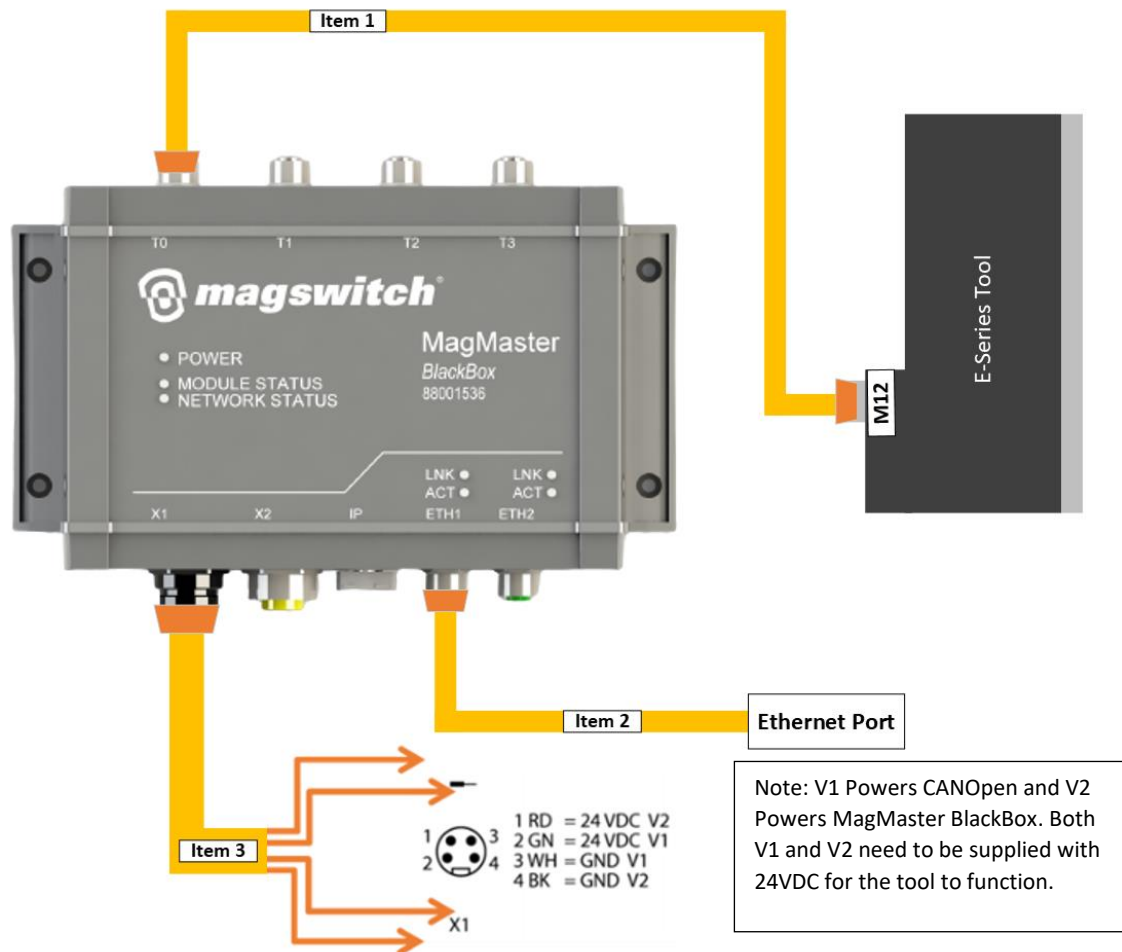 Item 1
T0 T1 T2 T3
magswitch®
MagMaster
BlackBox
88001536
POWER
MODULE STATUS
NETWORK STATUS
LNK LNK
ACT ACT
X1 X2 IP ETH1 ETH2
E-Series Tool
M12
Item 2
Ethernet Port
Note: V1 Powers CANOpen and V2
Powers MagMaster BlackBox. Both
V1 and V2 need to be supplied with
24VDC for the tool to function.
Item 3
1 3
2 4
1 RD = 24 VDC V2
2 GN = 24 VDC V1
3 WH = GND V1
4 BK = GND V2
X1